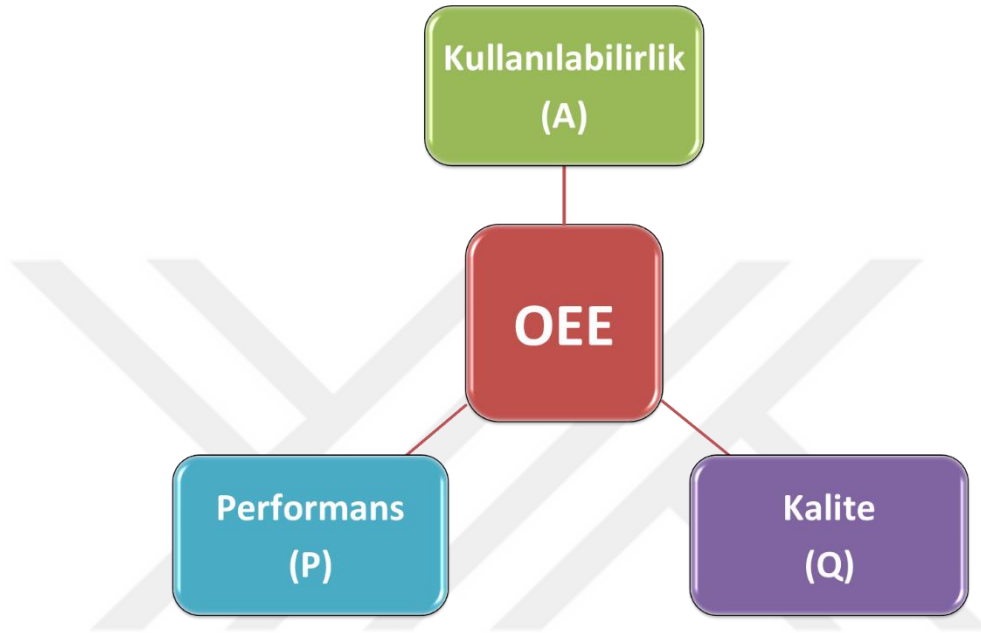 Kullanılabilirlik
(A)
OEE
Performans
(P)
Kalite
(Q)